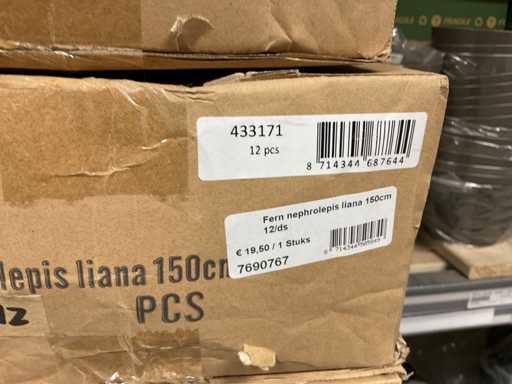 FRAGILE
433171
12 pcs
8 714344 687644
Fern nephrolepis liana 150cm
12/ds
€ 19,50 / 1 Stuks
7690767
lepis liana 150cm
PCS